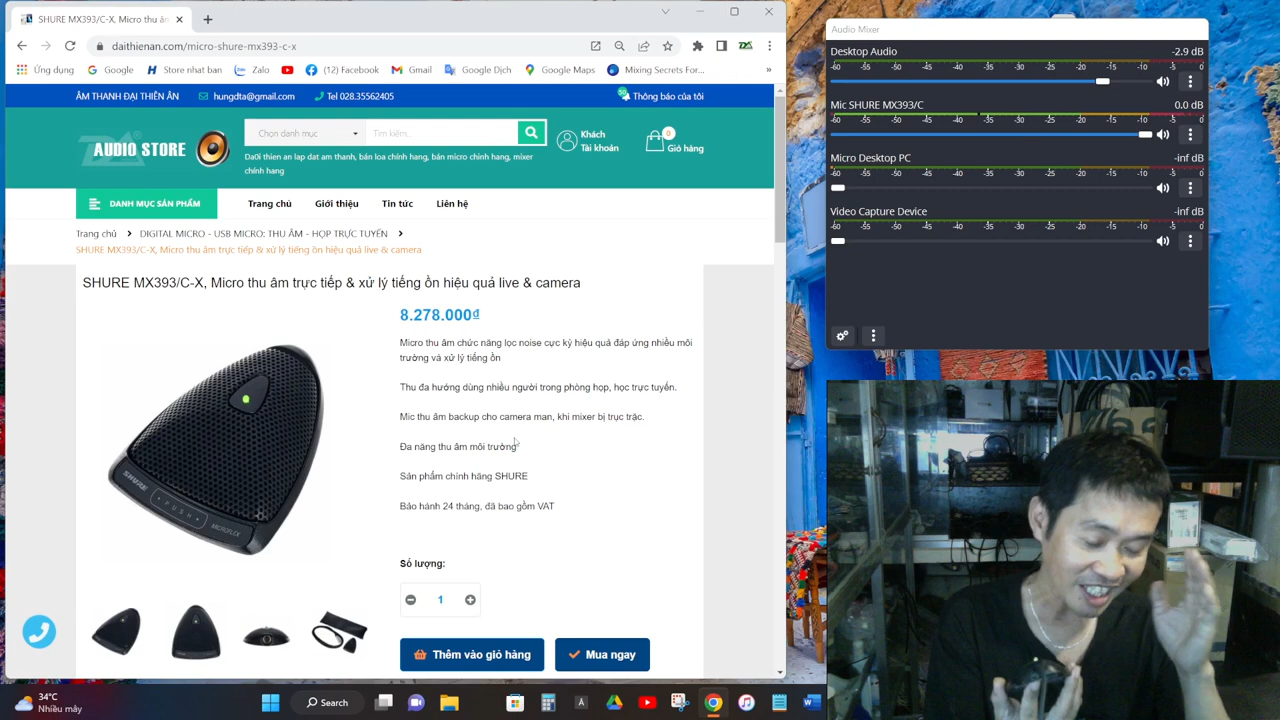 SHURE MX393/C-X, Micro thu âm
daithienan.com/micro-shure-mx393-c-x
Ứng dụng
Google
Store nhat ban
Zalo
(12) Facebook
Gmail
Google Dịch
Google Maps
Mixing Secrets For...
»
ÂM THANH ĐẠI THIÊN ÂN
hungdta@gmail.com
Tel 028.35562405
Thông báo của tôi
AUDIO STORE
Chọn danh mục
Tìm kiếm...
Khách
Tài khoản
0
Giỏ hàng
Da0i thien an lap dat am thanh, bán loa chính hang, bán micro chinh hang, mixer
chính hang
DANH MỤC SẢN PHẨM
Trang chủ
Giới thiệu
Tin tức
Liên hệ
Trang chủ
DIGITAL MICRO - USB MICRO: THU ÂM - HỌP TRỰC TUYẾN
SHURE MX393/C-X, Micro thu âm trực tiếp & xử lý tiếng ồn hiệu quả live & camera
SHURE MX393/C-X, Micro thu âm trực tiếp & xử lý tiếng ồn hiệu quả live & camera
8.278.000₫
Micro thu âm chức năng lọc noise cực kỳ hiệu quả đáp ứng nhiều môi
trường và xử lý tiếng ồn
Thu đa hướng dùng nhiều người trong phòng họp, học trực tuyến.
Mic thu âm backup cho camera man, khi mixer bị trục trặc.
Đa năng thu âm môi trường
Sản phẩm chính hãng SHURE
Bảo hành 24 tháng, đã bao gồm VAT
SHURE
PUSH
MICROFLEX
Số lượng:
1
Thêm vào giỏ hàng
Mua ngay
Audio Mixer
Desktop Audio
-2.9 dB
-60 -55 -50 -45 -40 -35 -30 -25 -20 -15 -10 -5 0
Mic SHURE MX393/C
0.0 dB
-60 -55 -50 -45 -40 -35 -30 -25 -20 -15 -10 -5 0
Micro Desktop PC
-inf dB
-60 -55 -50 -45 -40 -35 -30 -25 -20 -15 -10 -5 0
Video Capture Device
-inf dB
-60 -55 -50 -45 -40 -35 -30 -25 -20 -15 -10 -5 0
34°C
Nhiều mây
Search